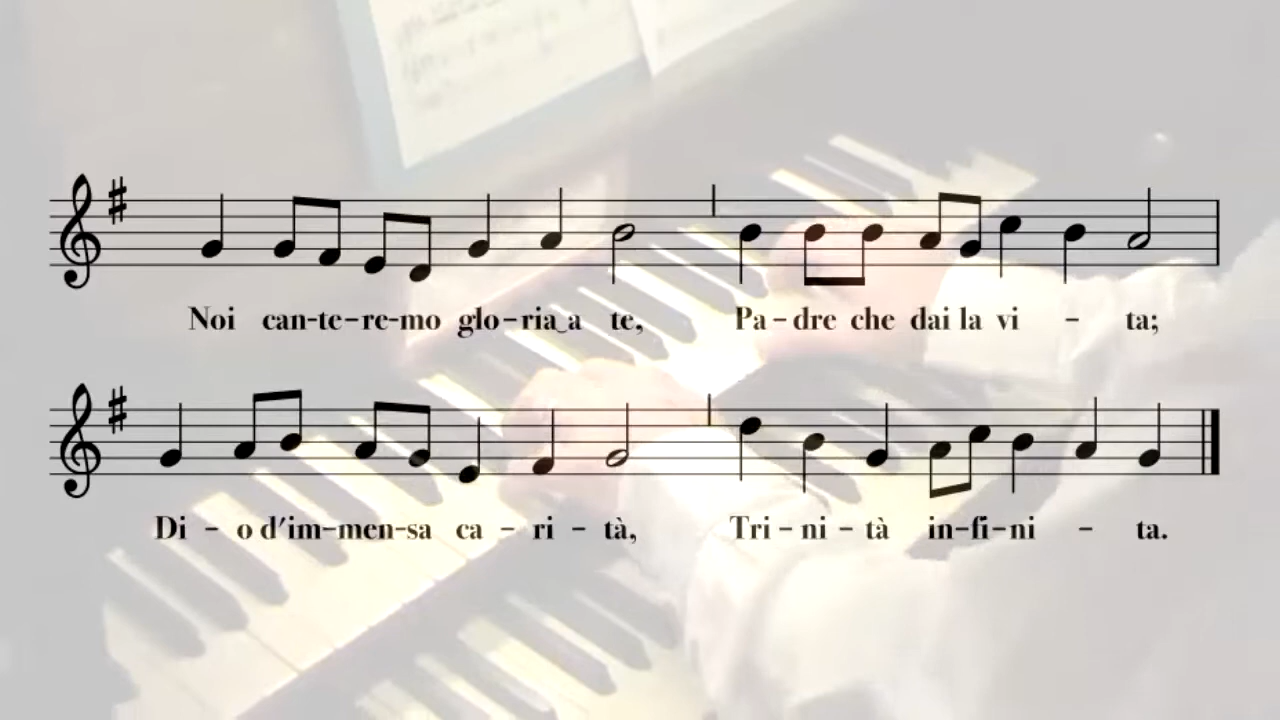 Noi can-te-re-mo glo-ria‿a te, Pa-dre che dai la vi - ta;
Di - o d'im-men-sa ca - ri - tà, Tri-ni-tà in-fi-ni - ta.